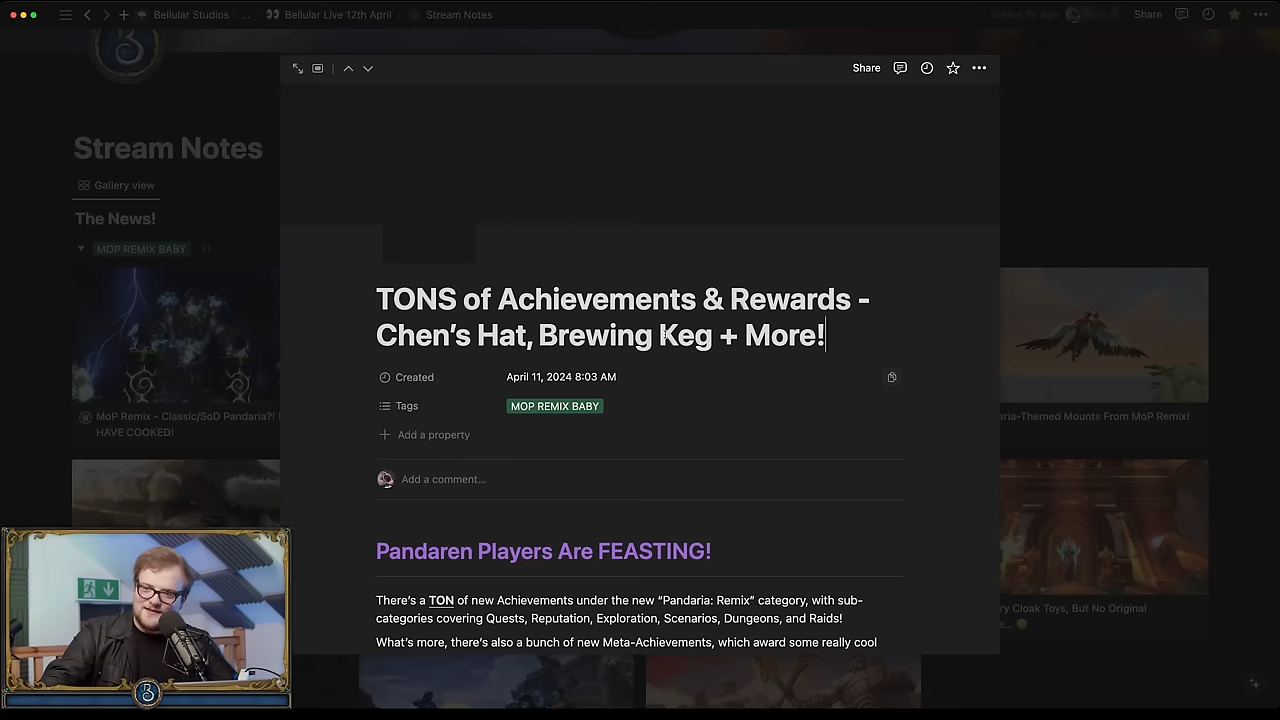 Bellular Studios / ... / 👀 Bellular Live 12th April / Stream Notes
Share
Share
Stream Notes
Gallery view
The News!
MOP REMIX BABY
MoP Remix - Classic/SoD Pandaria?!
HAVE COOKED!
TONS of Achievements & Rewards -
Chen’s Hat, Brewing Keg + More!
Created April 11, 2024 8:03 AM
Tags MOP REMIX BABY
Add a property
Add a comment...
Pandaren Players Are FEASTING!
There’s a TON of new Achievements under the new “Pandaria: Remix” category, with sub-
categories covering Quests, Reputation, Exploration, Scenarios, Dungeons, and Raids!
What’s more, there’s also a bunch of new Meta-Achievements, which award some really cool
aria-Themed Mounts From MoP Remix!
ry Cloak Toys, But No Original